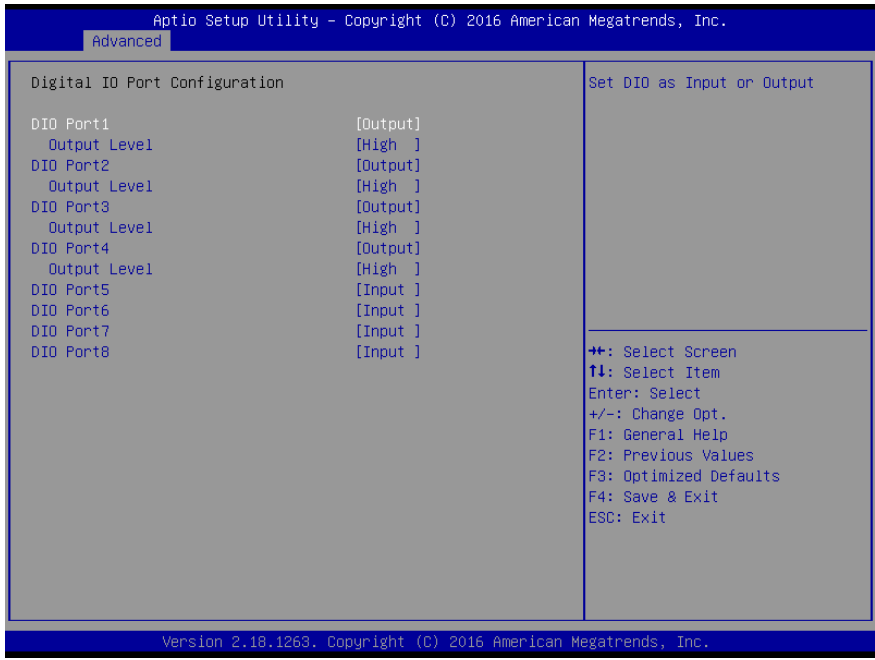 Aptio Setup Utility – Copyright (C) 2016 American Megatrends, Inc.
Advanced
Digital IO Port Configuration
DIO Port1 [Output]
Output Level [High ]
DIO Port2 [Output]
Output Level [High ]
DIO Port3 [Output]
Output Level [High ]
DIO Port4 [Output]
Output Level [High ]
DIO Port5 [Input ]
DIO Port6 [Input ]
DIO Port7 [Input ]
DIO Port8 [Input ]
Set DIO as Input or Output
→←: Select Screen
↑↓: Select Item
Enter: Select
+/-: Change Opt.
F1: General Help
F2: Previous Values
F3: Optimized Defaults
F4: Save & Exit
ESC: Exit
Version 2.18.1263. Copyright (C) 2016 American Megatrends, Inc.